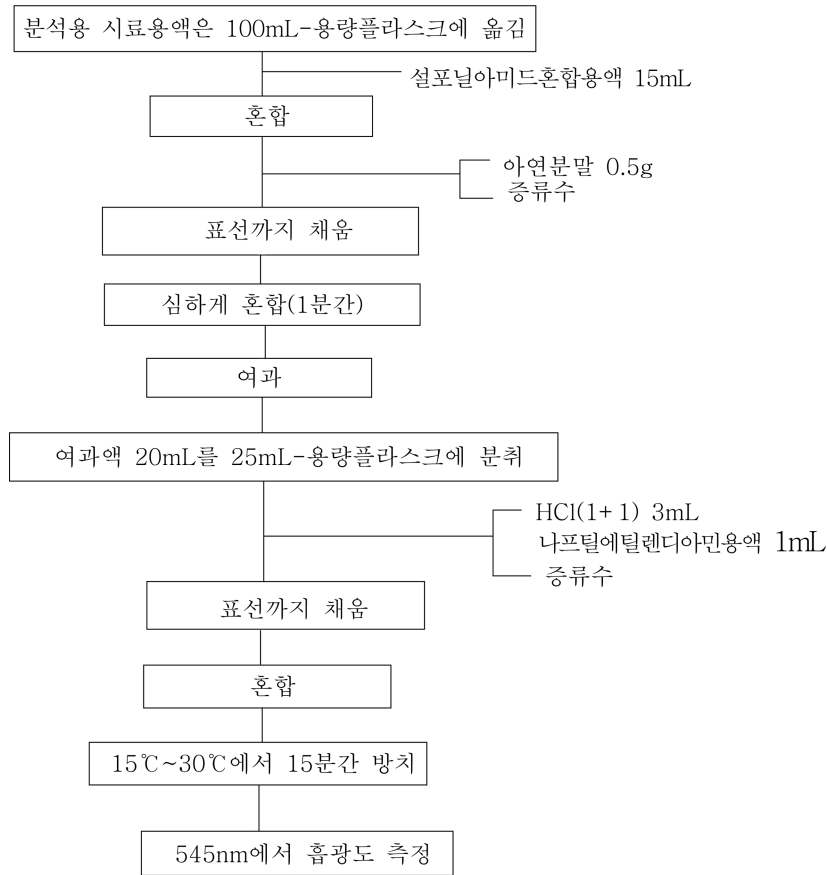 분석용 시료용액은 100mL-용량플라스크에 옮김
설포닐아미드혼합용액 15mL
혼합
아연분말 0.5g
증류수
표선까지 채움
심하게 혼합(1분간)
여과
여과액 20mL를 25mL-용량플라스크에 분취
HCl(1+1) 3mL
나프틸에틸렌디아민용액 1mL
증류수
표선까지 채움
혼합
15℃~30℃에서 15분간 방치
545nm에서 흡광도 측정